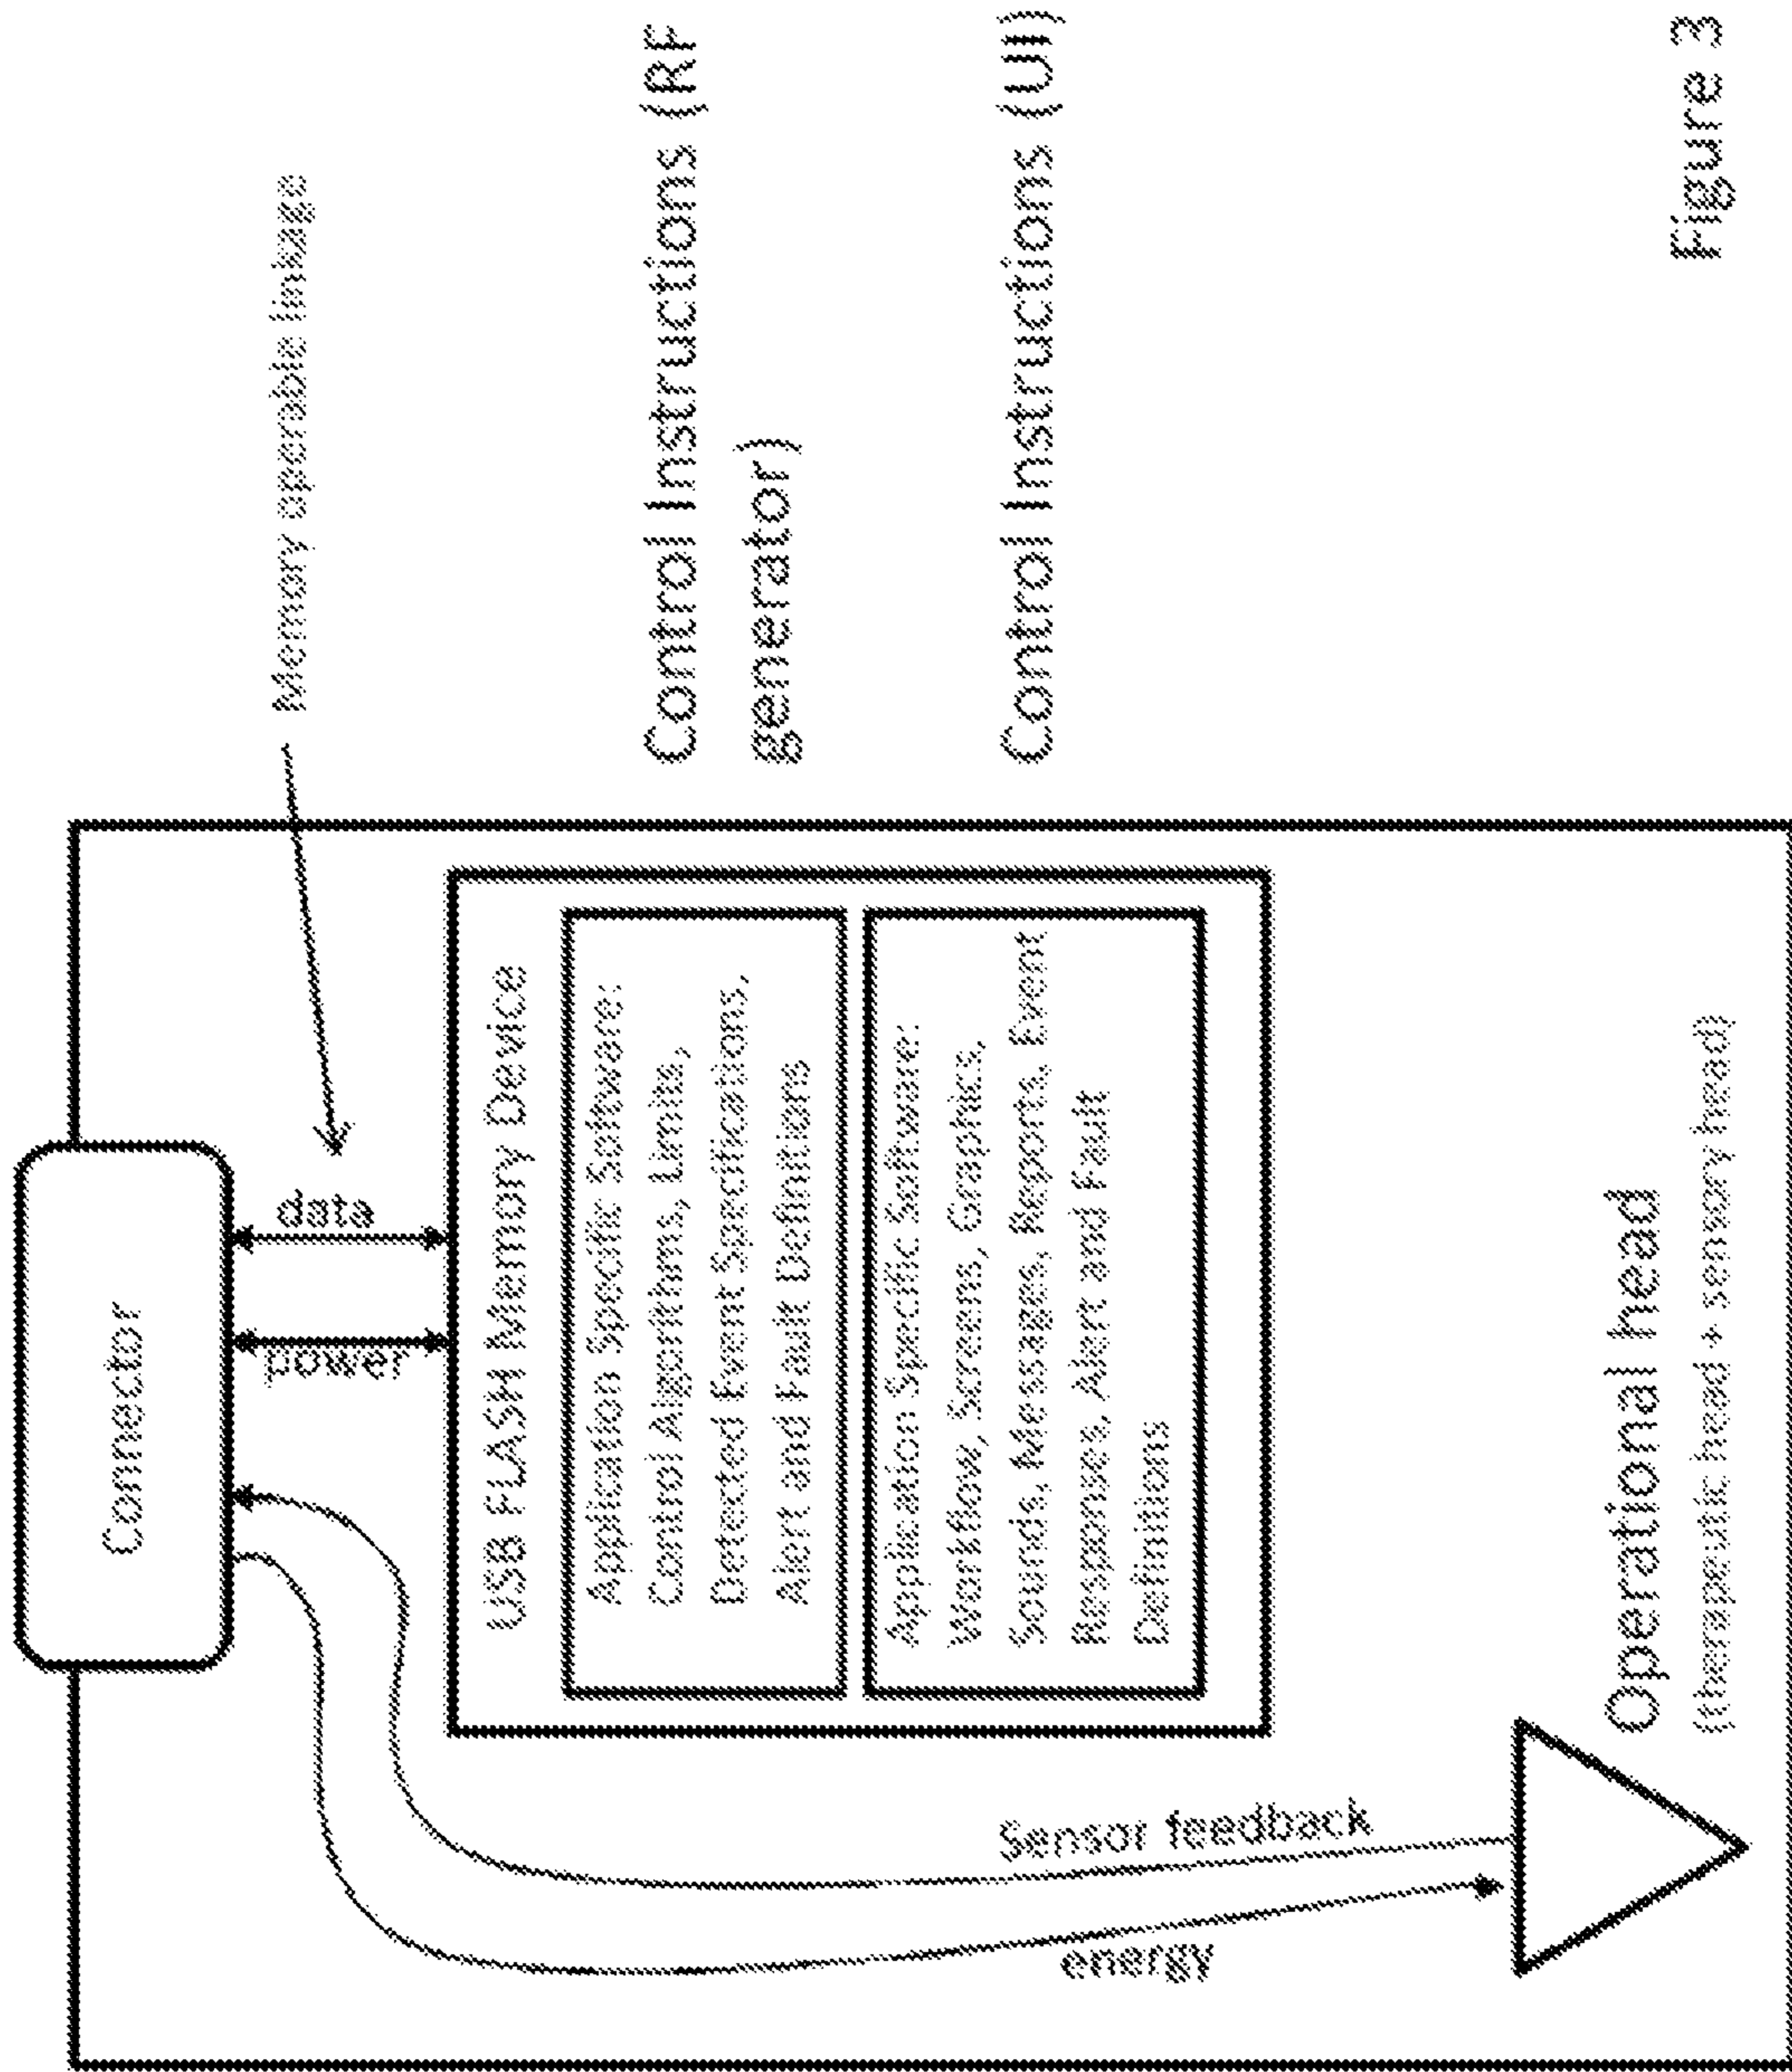 Connector
power
data
Memory operable linkage
USB FLASH Memory Device
Application Specific Software:
Control Algorithms, Limits,
Detected Event Specifications,
Alert and Fault Definitions
Control Instructions (RF
generator)
Application Specific Software:
Workflow, Screens, Graphics,
Sounds, Messages, Reports, Event
Responses, Alert and Fault
Definitions
Control Instructions (UI)
Sensor feedback
energy
Operational head
(therapeutic head + sensory head)
Figure 3